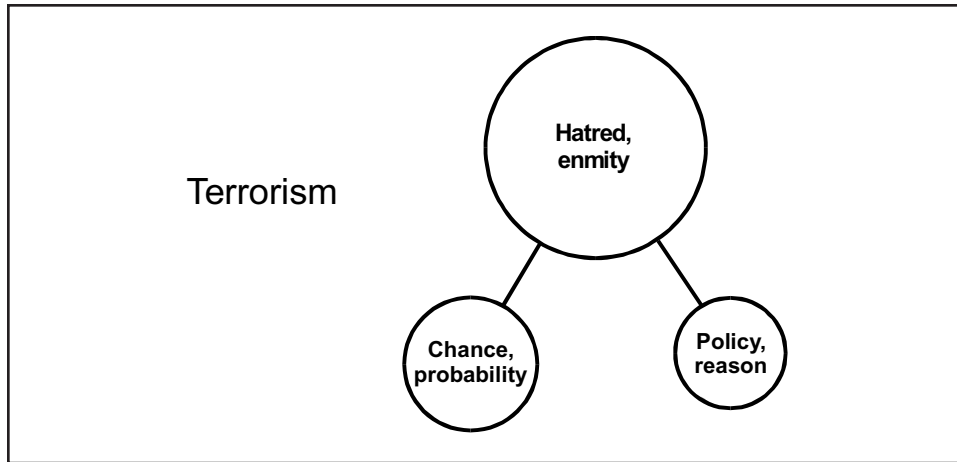 Hatred,
enmity
Terrorism
Chance,
probability
Policy,
reason